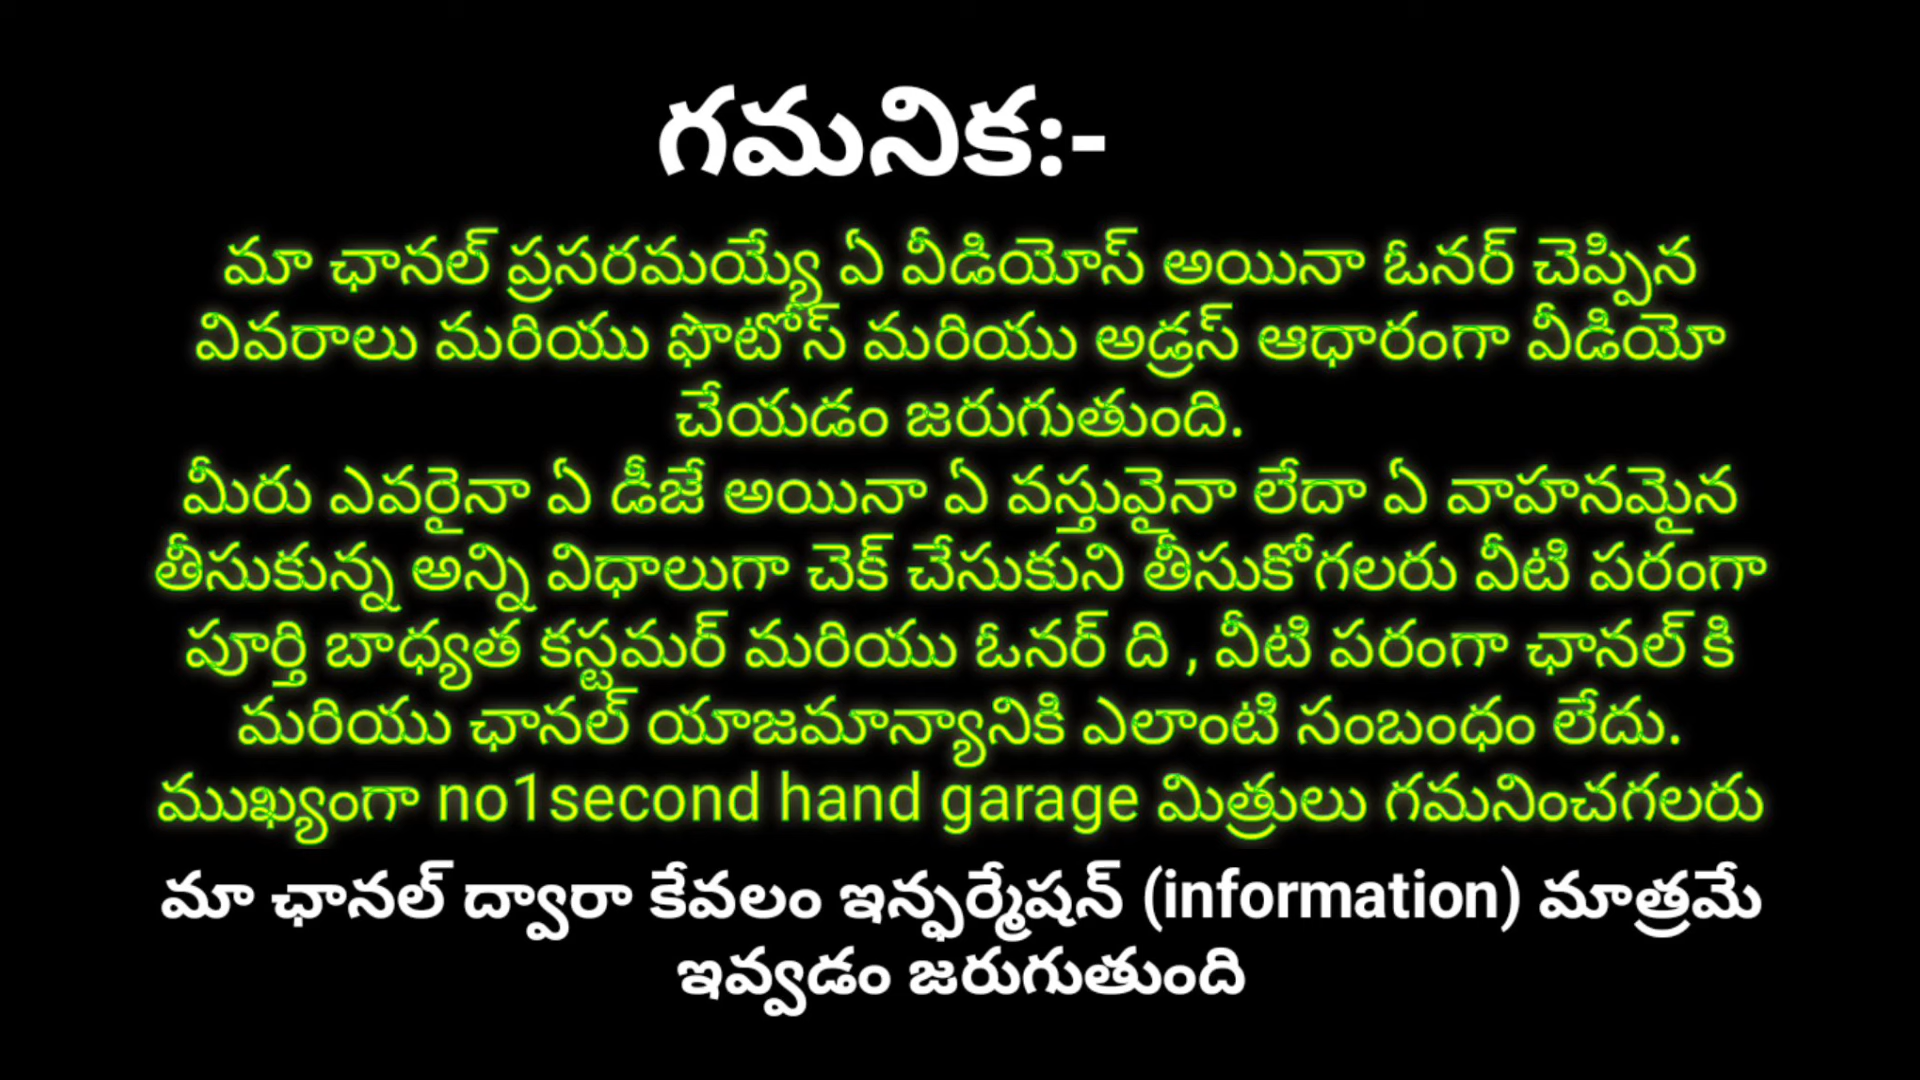 గమనిక:-
మా ఛానల్ ప్రసరమయ్యే ఏ వీడియోస్ అయినా ఓనర్ చెప్పిన
వివరాలు మరియు ఫొటోస్ మరియు అడ్రస్ ఆధారంగా వీడియో
చేయడం జరుగుతుంది.
మీరు ఎవరైనా ఏ డీజే అయినా ఏ వస్తువైనా లేదా ఏ వాహనమైన
తీసుకున్న అన్ని విధాలుగా చెక్ చేసుకుని తీసుకోగలరు వీటి పరంగా
పూర్తి బాధ్యత కస్టమర్ మరియు ఓనర్ ది , వీటి పరంగా ఛానల్ కి
మరియు ఛానల్ యాజమాన్యానికి ఎలాంటి సంబంధం లేదు.
ముఖ్యంగా no1second hand garage మిత్రులు గమనించగలరు
మా ఛానల్ ద్వారా కేవలం ఇన్ఫర్మేషన్ (information) మాత్రమే
ఇవ్వడం జరుగుతుంది